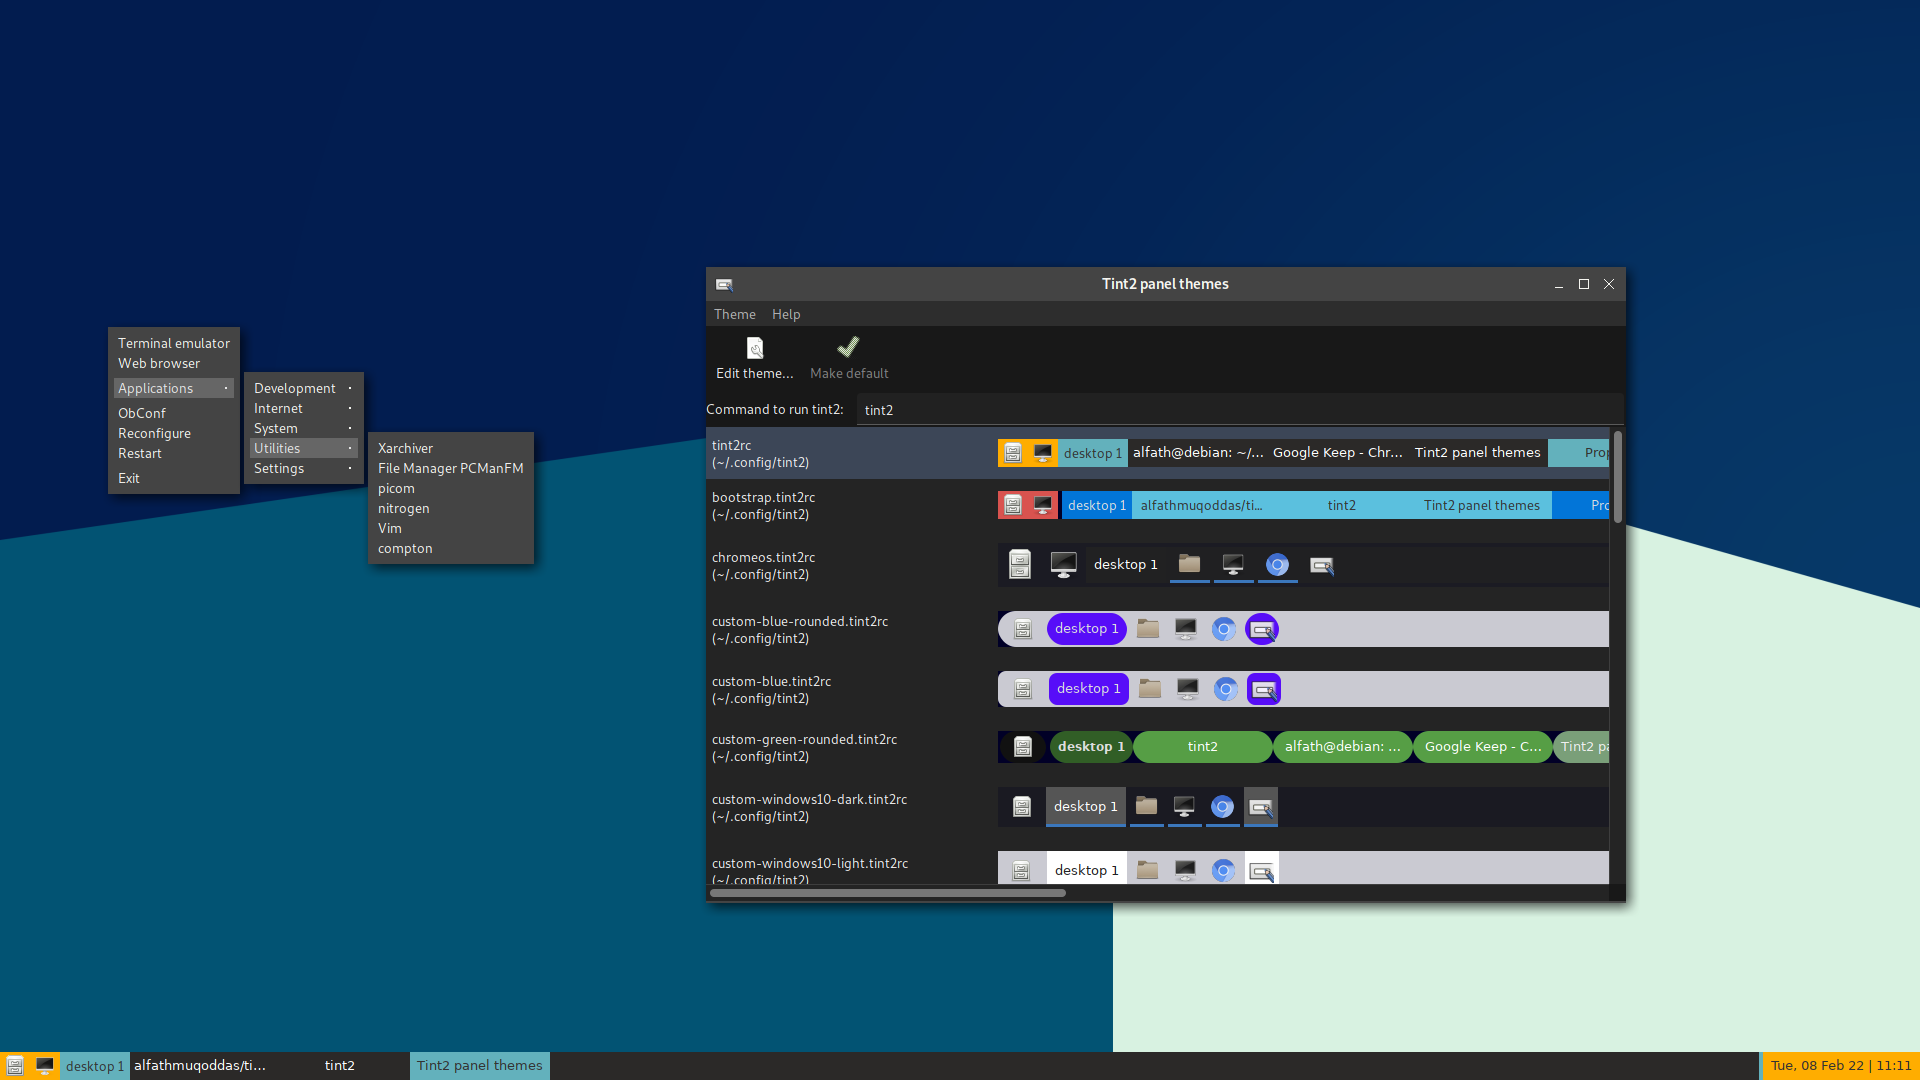 Terminal emulator
Web browser
Applications
ObConf
Reconfigure
Restart
Exit
Development
Internet
System
Utilities
Settings
Xarchiver
File Manager PCManFM
picom
nitrogen
Vim
compton
Tint2 panel themes
Theme Help
Edit theme... Make default
Command to run tint2: tint2
tint2rc
(~/.config/tint2)
desktop 1 alfath@debian: ~/... Google Keep - Chr... Tint2 panel themes Prop
bootstrap.tint2rc
(~/.config/tint2)
desktop 1 alfathmuqoddas/ti... tint2 Tint2 panel themes Pro
chromeos.tint2rc
(~/.config/tint2)
desktop 1
custom-blue-rounded.tint2rc
(~/.config/tint2)
desktop 1
custom-blue.tint2rc
(~/.config/tint2)
desktop 1
custom-green-rounded.tint2rc
(~/.config/tint2)
desktop 1 tint2 alfath@debian: ... Google Keep - C... Tint2 pa
custom-windows10-dark.tint2rc
(~/.config/tint2)
desktop 1
custom-windows10-light.tint2rc
(~/.config/tint2)
desktop 1
desktop 1 alfathmuqoddas/ti... tint2 Tint2 panel themes Tue, 08 Feb 22 | 11:11